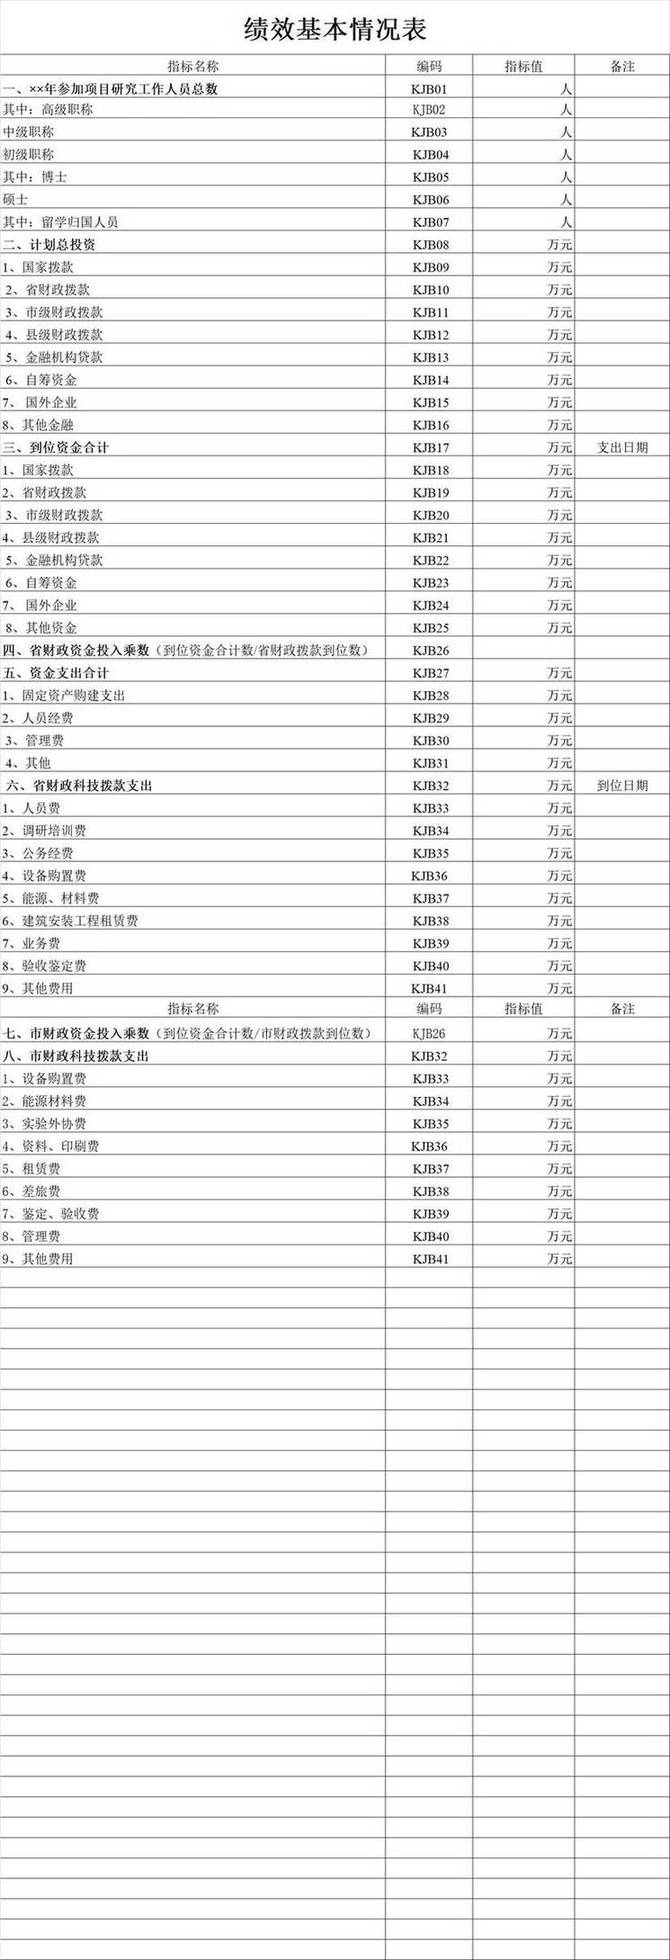 绩效基本情况表
指标名称 编码 指标值 备注
一、××年参加项目研究工作人员总数 KJB01 人
其中：高级职称 KJB02 人
中级职称 KJB03 人
初级职称 KJB04 人
其中：博士 KJB05 人
硕士 KJB06 人
其中：留学归国人员 KJB07 人
二、计划总投资 KJB08 万元
1、国家拨款 KJB09 万元
2、省财政拨款 KJB10 万元
3、市级财政拨款 KJB11 万元
4、县级财政拨款 KJB12 万元
5、金融机构贷款 KJB13 万元
6、自筹资金 KJB14 万元
7、 国外企业 KJB15 万元
8、其他金融 KJB16 万元
三、到位资金合计 KJB17 万元 支出日期
1、国家拨款 KJB18 万元
2、省财政拨款 KJB19 万元
3、市级财政拨款 KJB20 万元
4、县级财政拨款 KJB21 万元
5、金融机构贷款 KJB22 万元
6、自筹资金 KJB23 万元
7、 国外企业 KJB24 万元
8、其他资金 KJB25 万元
四、省财政资金投入乘数（到位资金合计数/省财政拨款到位数） KJB26
五、资金支出合计 KJB27 万元
1、固定资产购建支出 KJB28 万元
2、人员经费 KJB29 万元
3、管理费 KJB30 万元
4、其他 KJB31 万元
六、省财政科技拨款支出 KJB32 万元 到位日期
1、人员费 KJB33 万元
2、调研培训费 KJB34 万元
3、公务经费 KJB35 万元
4、设备购置费 KJB36 万元
5、能源、材料费 KJB37 万元
6、建筑安装工程租赁费 KJB38 万元
7、业务费 KJB39 万元
8、验收鉴定费 KJB40 万元
9、其他费用 KJB41 万元
指标名称 编码 指标值 备注
七、市财政资金投入乘数（到位资金合计数/市财政拨款到位数） KJB26 万元
八、市财政科技拨款支出 KJB32 万元
1、设备购置费 KJB33 万元
2、能源材料费 KJB34 万元
3、实验外协费 KJB35 万元
4、资料、印刷费 KJB36 万元
5、租赁费 KJB37 万元
6、差旅费 KJB38 万元
7、鉴定、验收费 KJB39 万元
8、管理费 KJB40 万元
9、其他费用 KJB41 万元